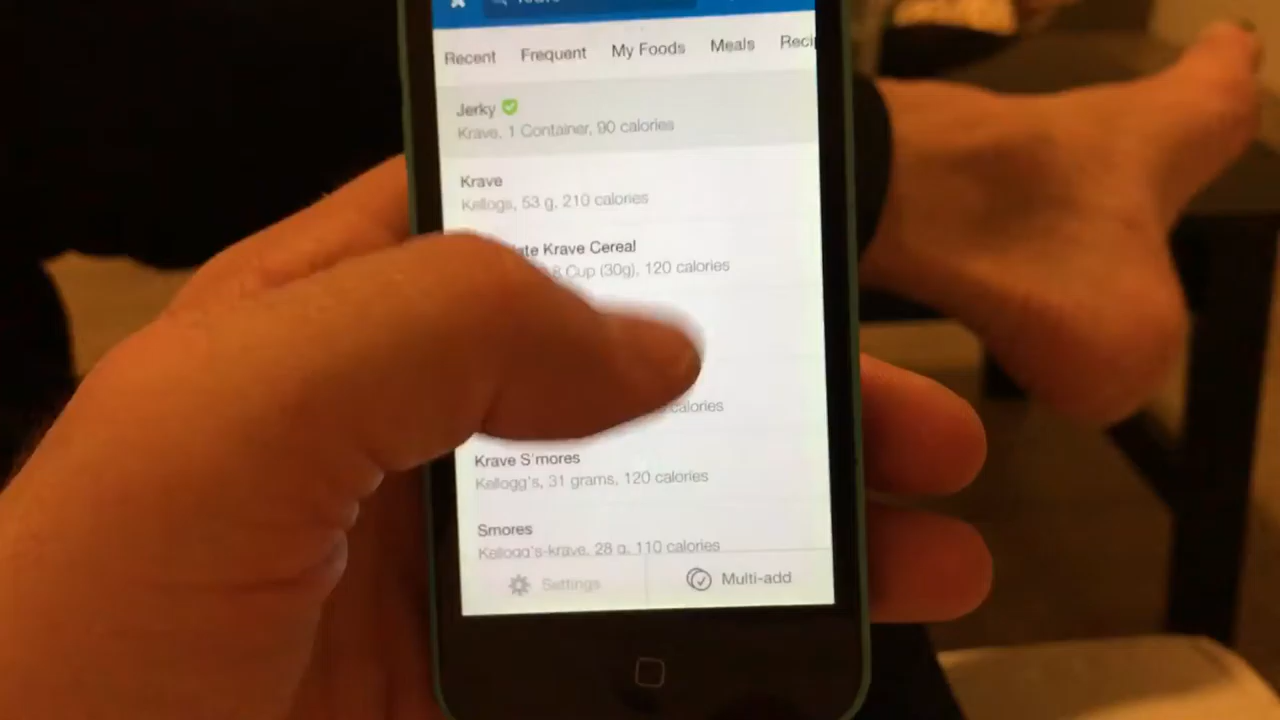 Recent Frequent My Foods Meals
Jerky
Krave, 1 Container, 90 calories
Krave
Kellogs, 53 g, 210 calories
Krave Cereal
Cup (30g), 120 calories
calories
Krave S'mores
Kellogg's, 31 grams, 120 calories
Smores
Kellogg's-krave, 28 g, 110 calories
Settings Multi-add